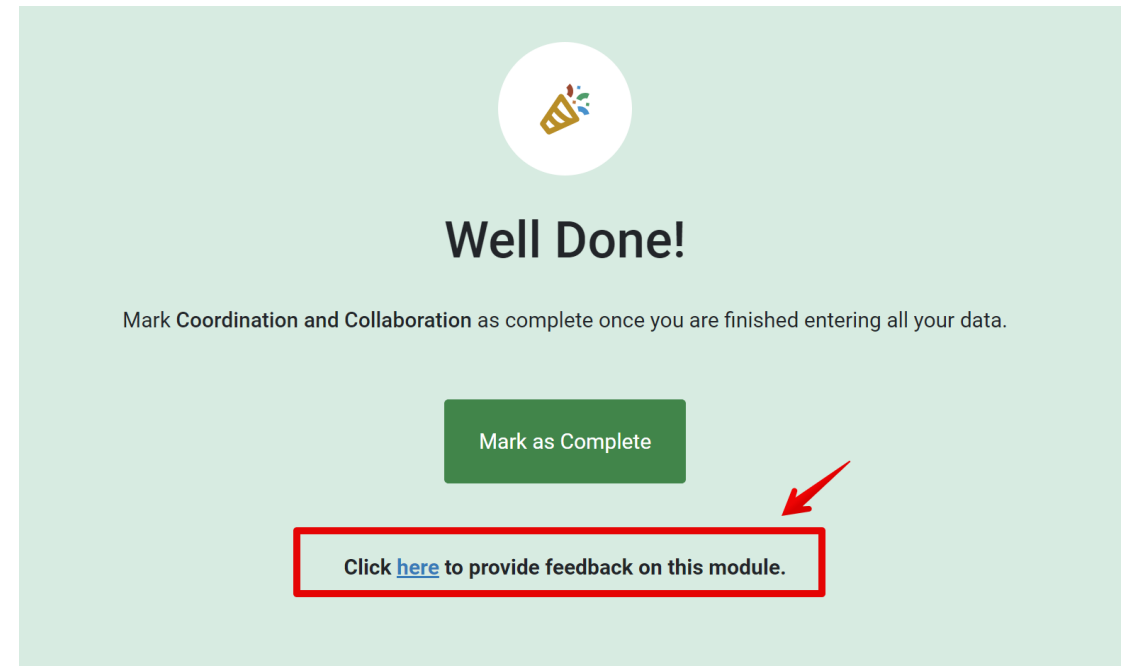 Well Done!
Mark Coordination and Collaboration as complete once you are finished entering all your data.
Mark as Complete
Click here to provide feedback on this module.